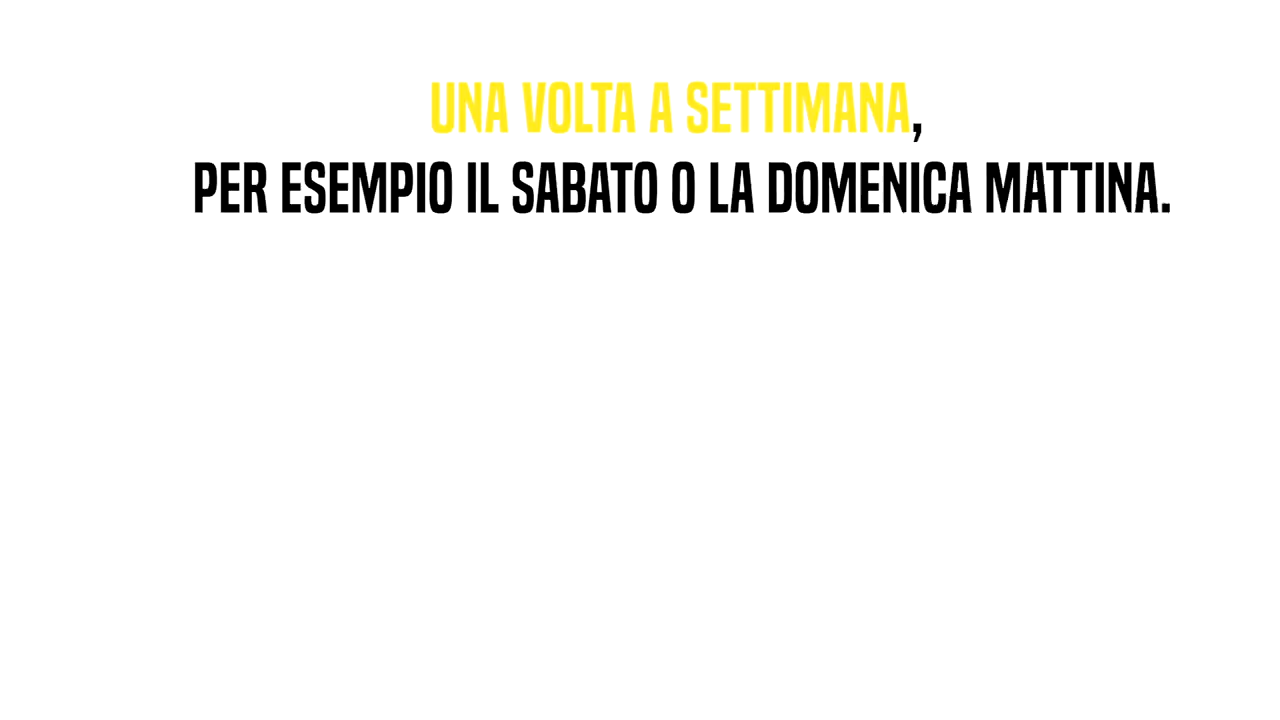 UNA VOLTA A SETTIMANA,
PER ESEMPIO IL SABATO O LA DOMENICA MATTINA.